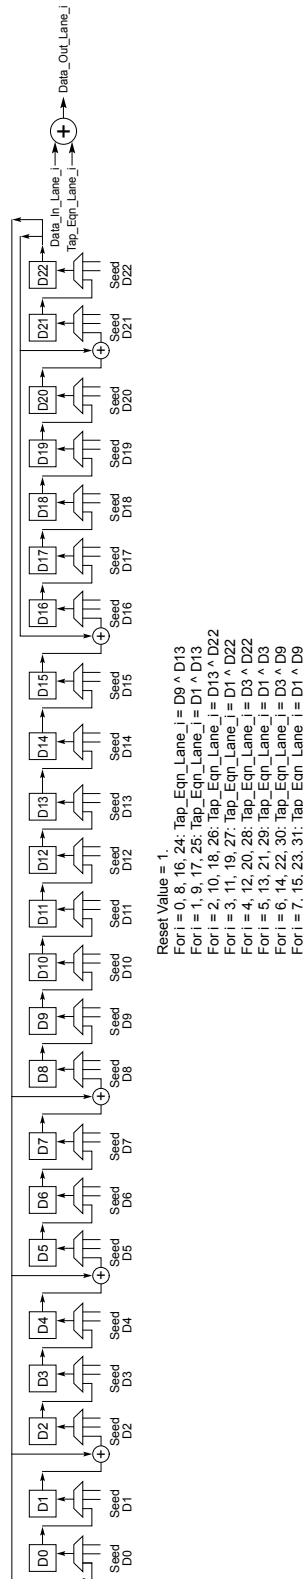 D0
D1
D2
D3
D4
D5
D6
D7
D8
D9
D10
D11
D12
D13
D14
D15
D16
D17
D18
D19
D20
D21
D22
Seed
D0
Seed
D1
Seed
D2
Seed
D3
Seed
D4
Seed
D5
Seed
D6
Seed
D7
Seed
D8
Seed
D9
Seed
D10
Seed
D11
Seed
D12
Seed
D13
Seed
D14
Seed
D15
Seed
D16
Seed
D17
Seed
D18
Seed
D19
Seed
D20
Seed
D21
Seed
D22
Data_In_Lane_i
Tap_Eqn_Lane_i
Data_Out_Lane_i
Reset Value = 1.
For i = 0, 8, 16, 24: Tap_Eqn_Lane_i = D9 ^ D13
For i = 1, 9, 17, 25: Tap_Eqn_Lane_i = D1 ^ D13
For i = 2, 10, 18, 26: Tap_Eqn_Lane_i = D13 ^ D22
For i = 3, 11, 19, 27: Tap_Eqn_Lane_i = D1 ^ D22
For i = 4, 12, 20, 28: Tap_Eqn_Lane_i = D3 ^ D22
For i = 5, 13, 21, 29: Tap_Eqn_Lane_i = D1 ^ D3
For i = 6, 14, 22, 30: Tap_Eqn_Lane_i = D3 ^ D9
For i = 7, 15, 23, 31: Tap_Eqn_Lane_i = D1 ^ D9